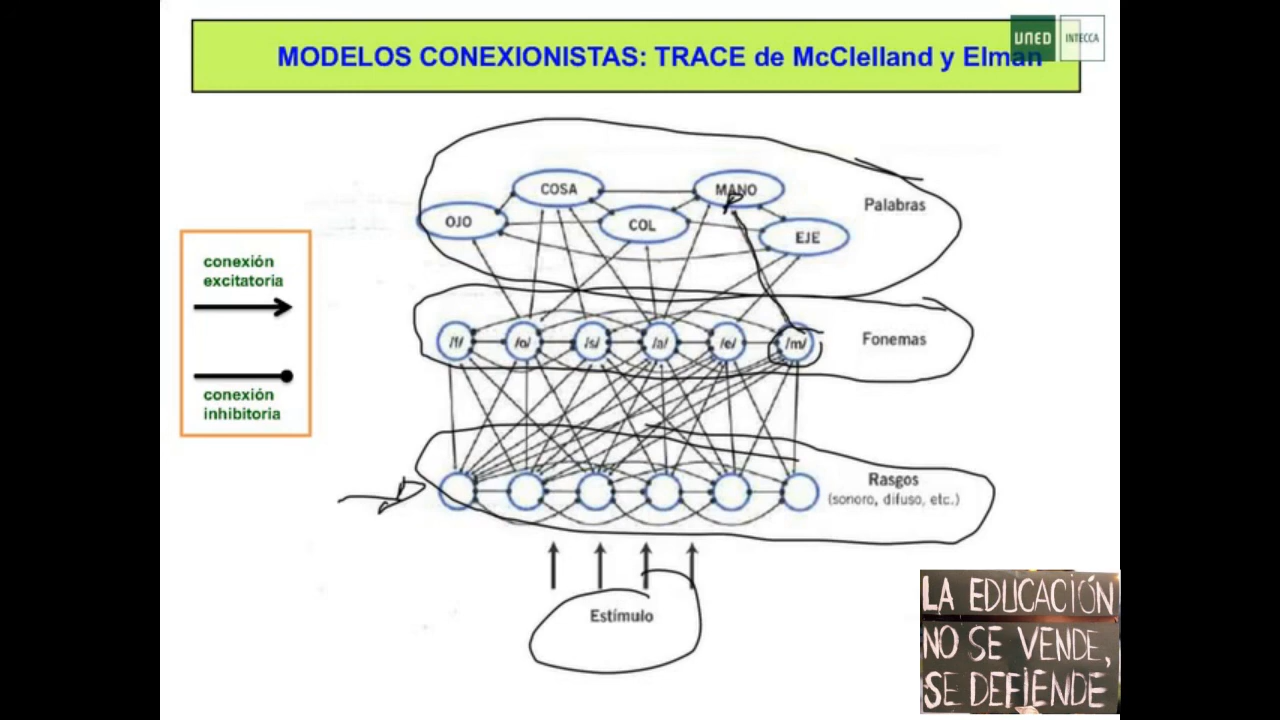 MODELOS CONEXIONISTAS: TRACE de McClelland y Elman
UNED
INTECCA
COSA
MANO
Palabras
OJO
COL
EJE
conexión
excitatoria
/f/
/o/
/s/
/a/
/e/
/m/
Fonemas
conexión
inhibitoria
Rasgos
(sonoro, difuso, etc.)
Estímulo
LA EDUCACIÓN
NO SE VENDE,
SE DEFIENDE